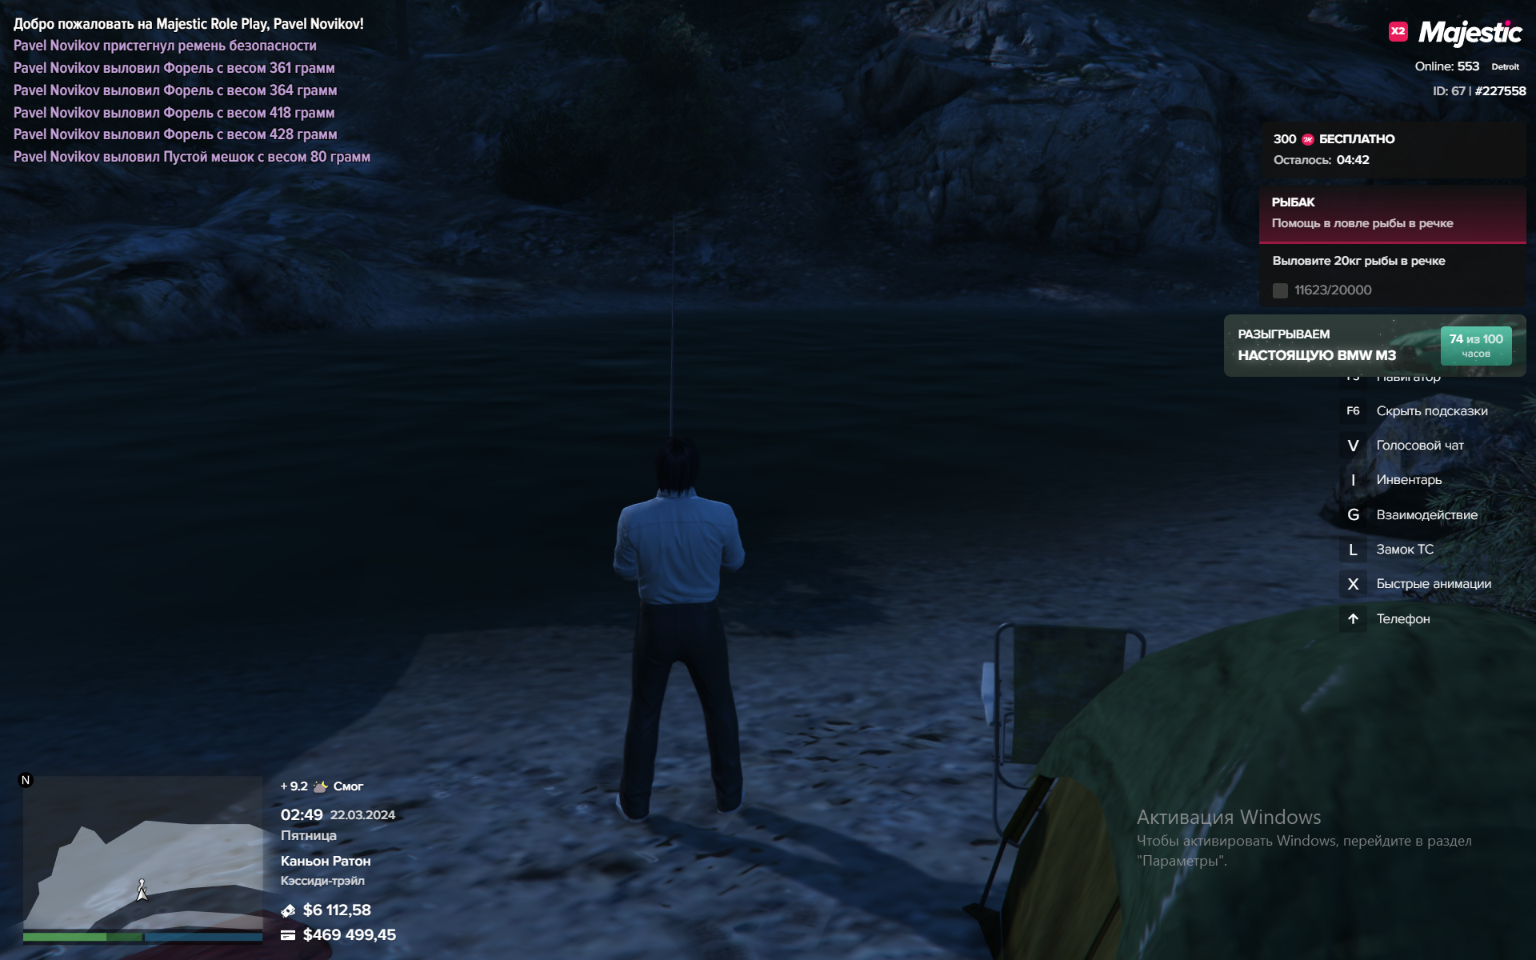 Добро пожаловать на Majestic Role Play, Pavel Novikov!
Pavel Novikov пристегнул ремень безопасности
Pavel Novikov выловил Форель с весом 361 грамм
Pavel Novikov выловил Форель с весом 364 грамм
Pavel Novikov выловил Форель с весом 418 грамм
Pavel Novikov выловил Форель с весом 428 грамм
Pavel Novikov выловил Пустой мешок с весом 80 грамм
X2 Majestic
Online: 553 Detroit
ID: 67 | #227558
300 БЕСПЛАТНО
Осталось: 04:42
РЫБАК
Помощь в ловле рыбы в речке
Выловите 20кг рыбы в речке
11623/20000
РАЗЫГРЫВАЕМ
НАСТОЯЩУЮ BMW M3
74 из 100
часов
Навигатор
F6 Скрыть подсказки
V Голосовой чат
I Инвентарь
G Взаимодействие
L Замок ТС
X Быстрые анимации
↑ Телефон
N
+ 9.2 Смог
02:49 22.03.2024
Пятница
Каньон Ратон
Кэссиди-трэйл
$6 112,58
$469 499,45
Активация Windows
Чтобы активировать Windows, перейдите в раздел
"Параметры".